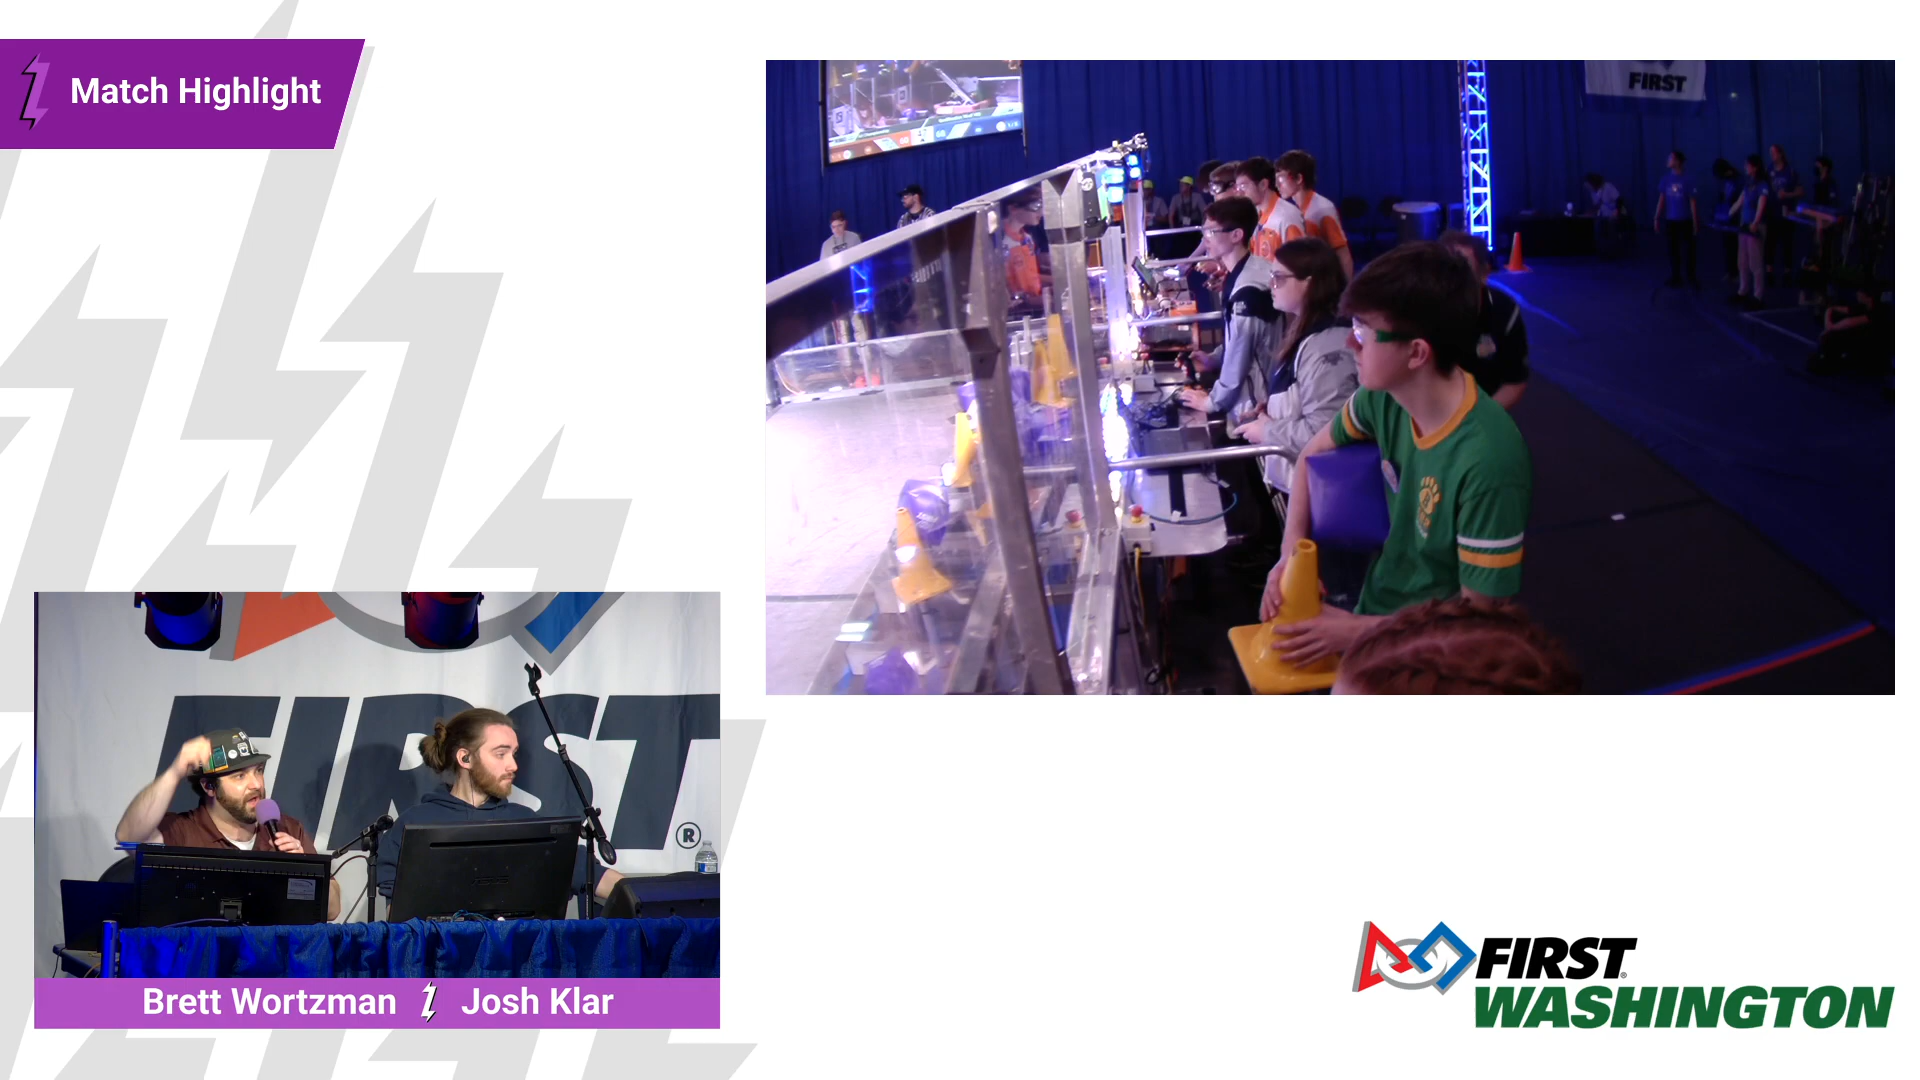 Match Highlight
FIRST
FIRST
®
Brett Wortzman
Josh Klar
FIRST
WASHINGTON